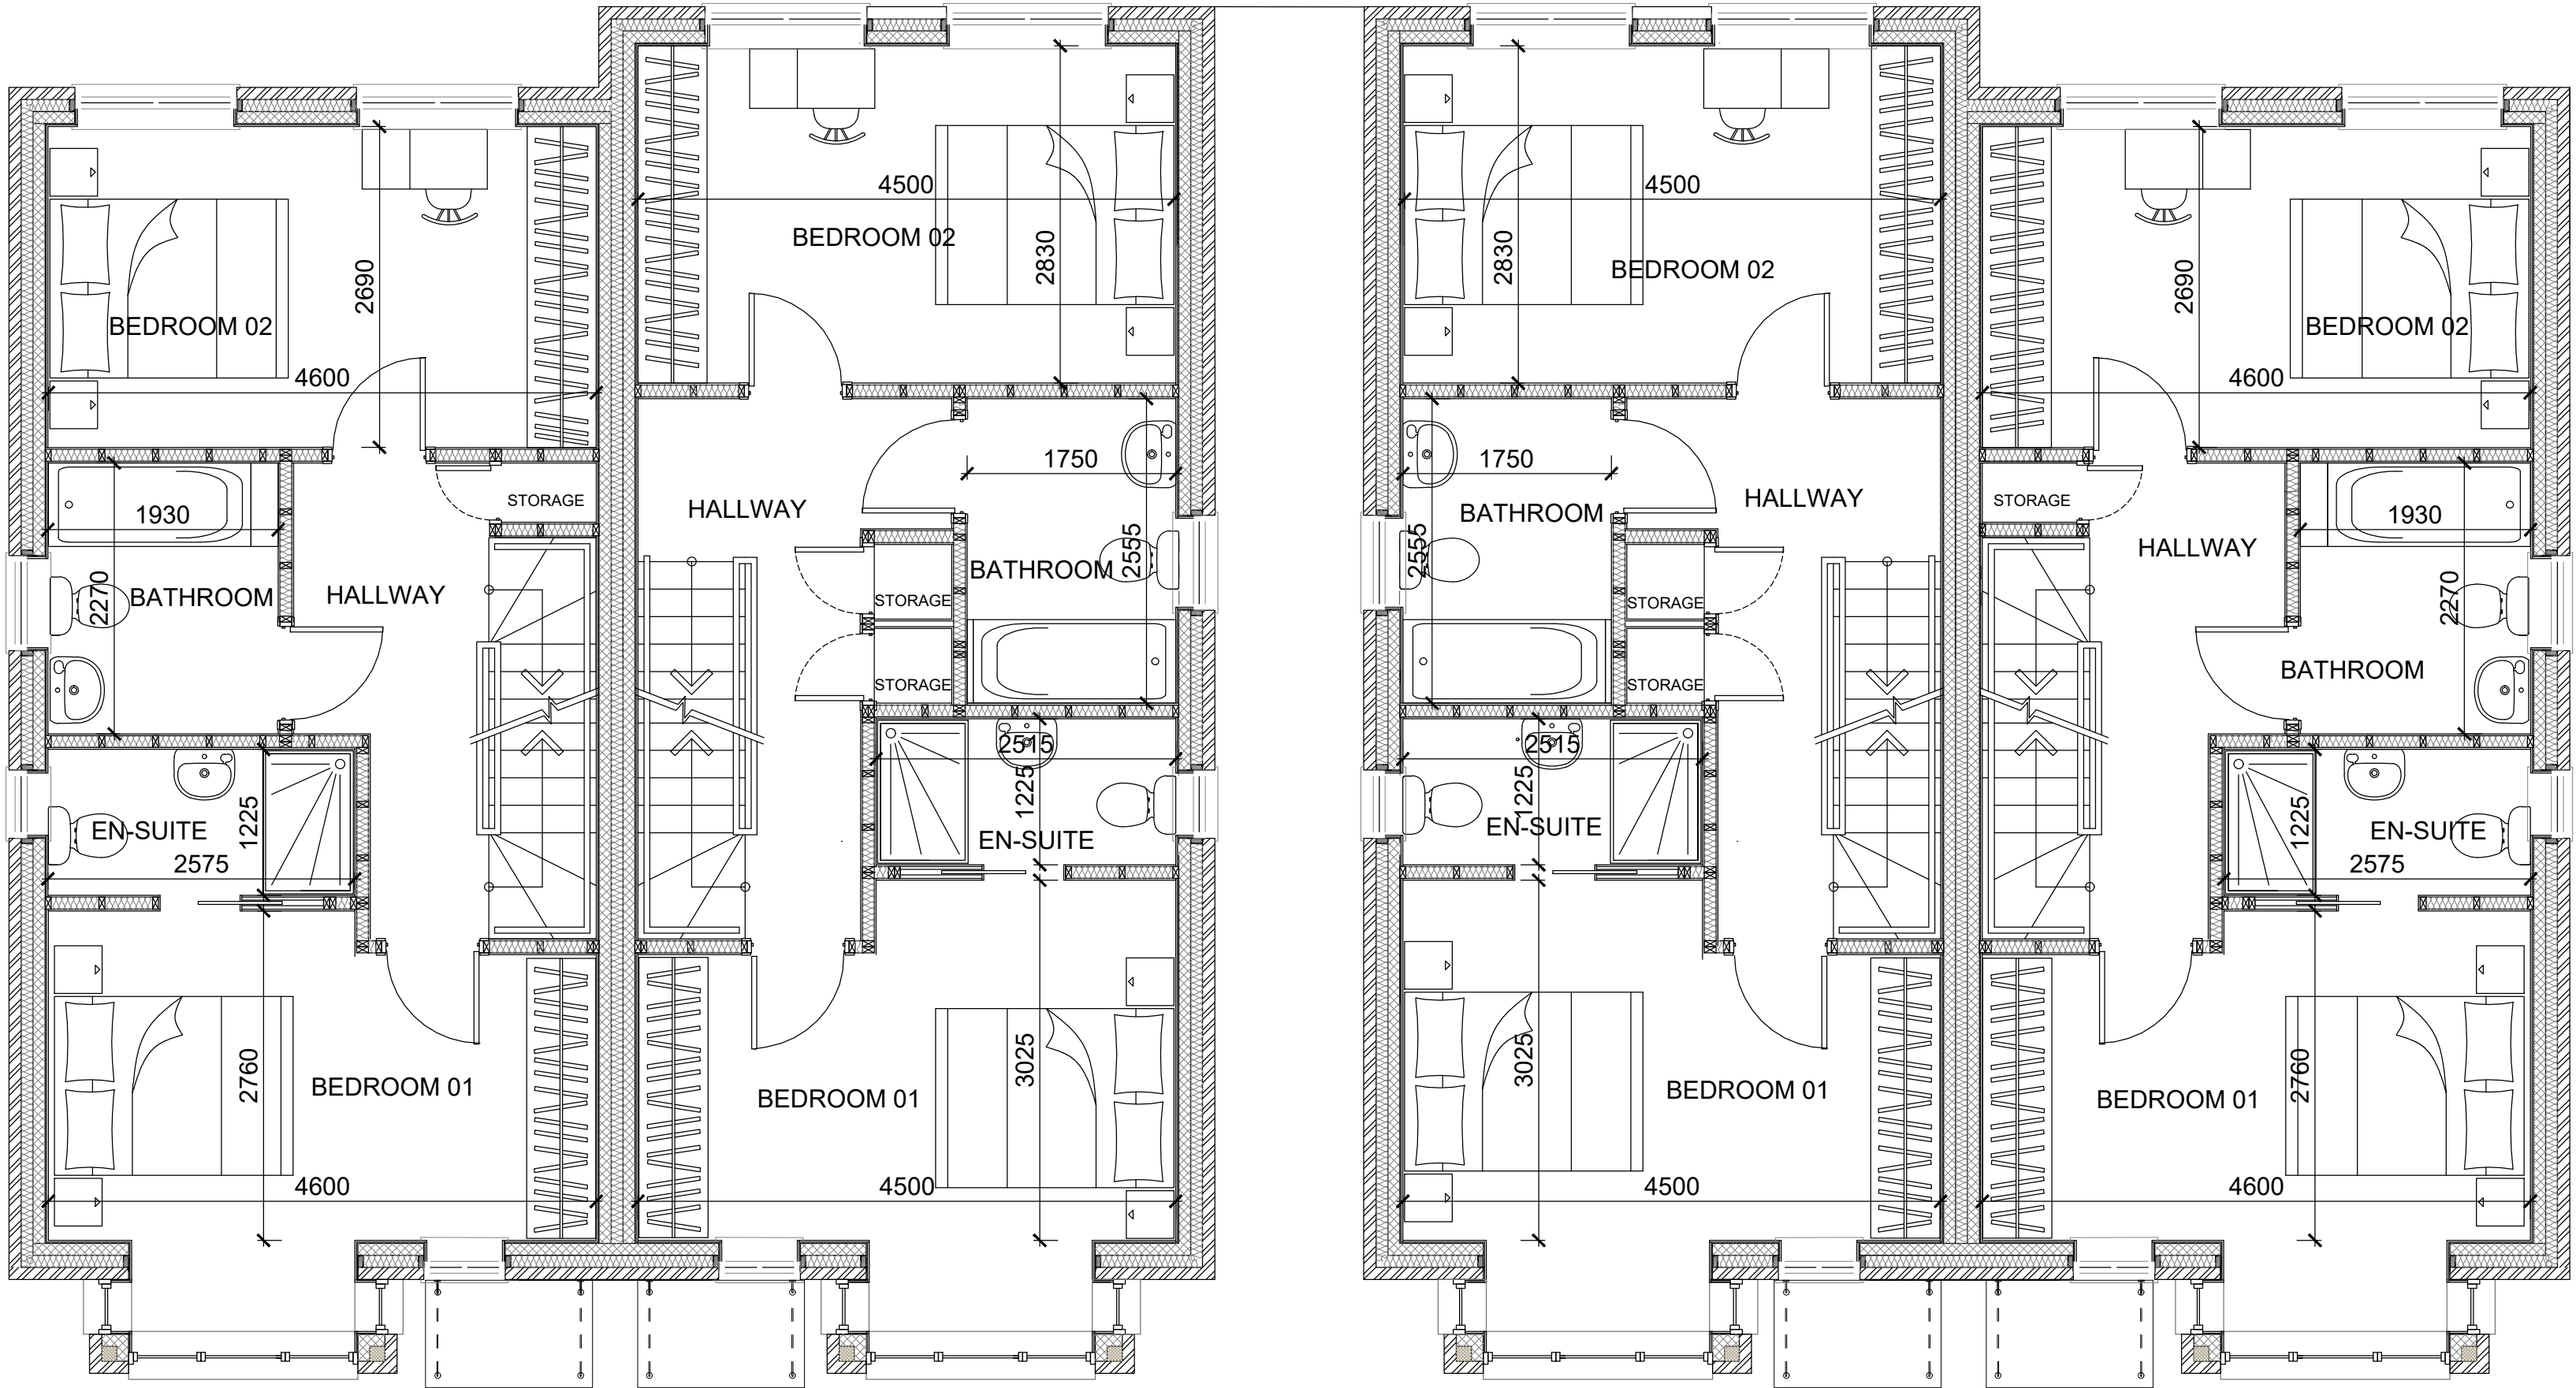 4600
2690
BEDROOM 02
STORAGE
1930
2270
BATHROOM
HALLWAY
1225
EN-SUITE
2575
2760
BEDROOM 01
4600
4500
2830
BEDROOM 02
HALLWAY
1750
2555
BATHROOM
STORAGE
STORAGE
2515
1225
EN-SUITE
3025
BEDROOM 01
4500
4500
2830
BEDROOM 02
1750
HALLWAY
BATHROOM
2555
STORAGE
STORAGE
2515
1225
EN-SUITE
3025
BEDROOM 01
4500
2690
BEDROOM 02
4600
STORAGE
1930
HALLWAY
2270
BATHROOM
1225
EN-SUITE
2575
2760
BEDROOM 01
4600